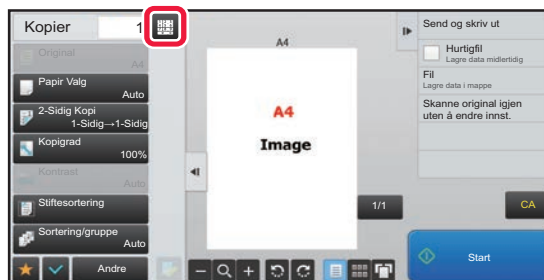 Kopier 1
Original
A4
Papir Valg
Auto
2-Sidig Kopi
1-Sidig→1-Sidig
Kopigrad
100%
Kontrast
Auto
Stiftesortering
Sortering/gruppe
Auto
Andre
A4
A4
Image
1/1
Send og skriv ut
Hurtigfil
Lagre data midlertidig
Fil
Lagre data i mappe
Skanne original igjen
uten å endre innst.
CA
Start